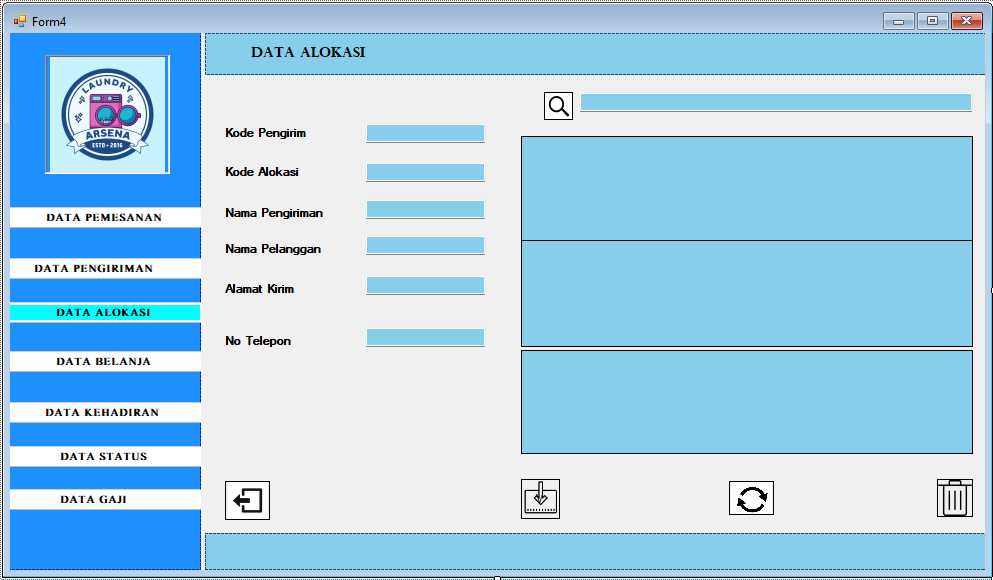 Form4
LAUNDRY
ARSENA
ESTD • 2016
DATA PEMESANAN
DATA PENGIRIMAN
DATA ALOKASI
DATA BELANJA
DATA KEHADIRAN
DATA STATUS
DATA GAJI
DATA ALOKASI
Kode Pengirim
Kode Alokasi
Nama Pengiriman
Nama Pelanggan
Alamat Kirim
No Telepon